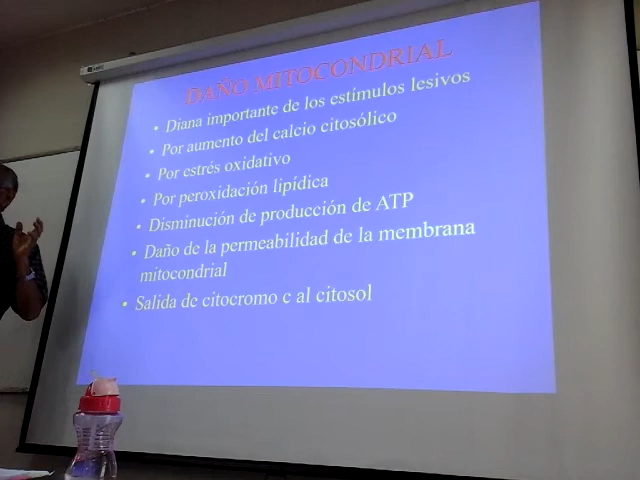 DAÑO MITOCONDRIAL
• Diana importante de los estímulos lesivos
• Por aumento del calcio citosólico
• Por estrés oxidativo
• Por peroxidación lipídica
• Disminución de producción de ATP
• Daño de la permeabilidad de la membrana
mitocondrial
• Salida de citocromo c al citosol